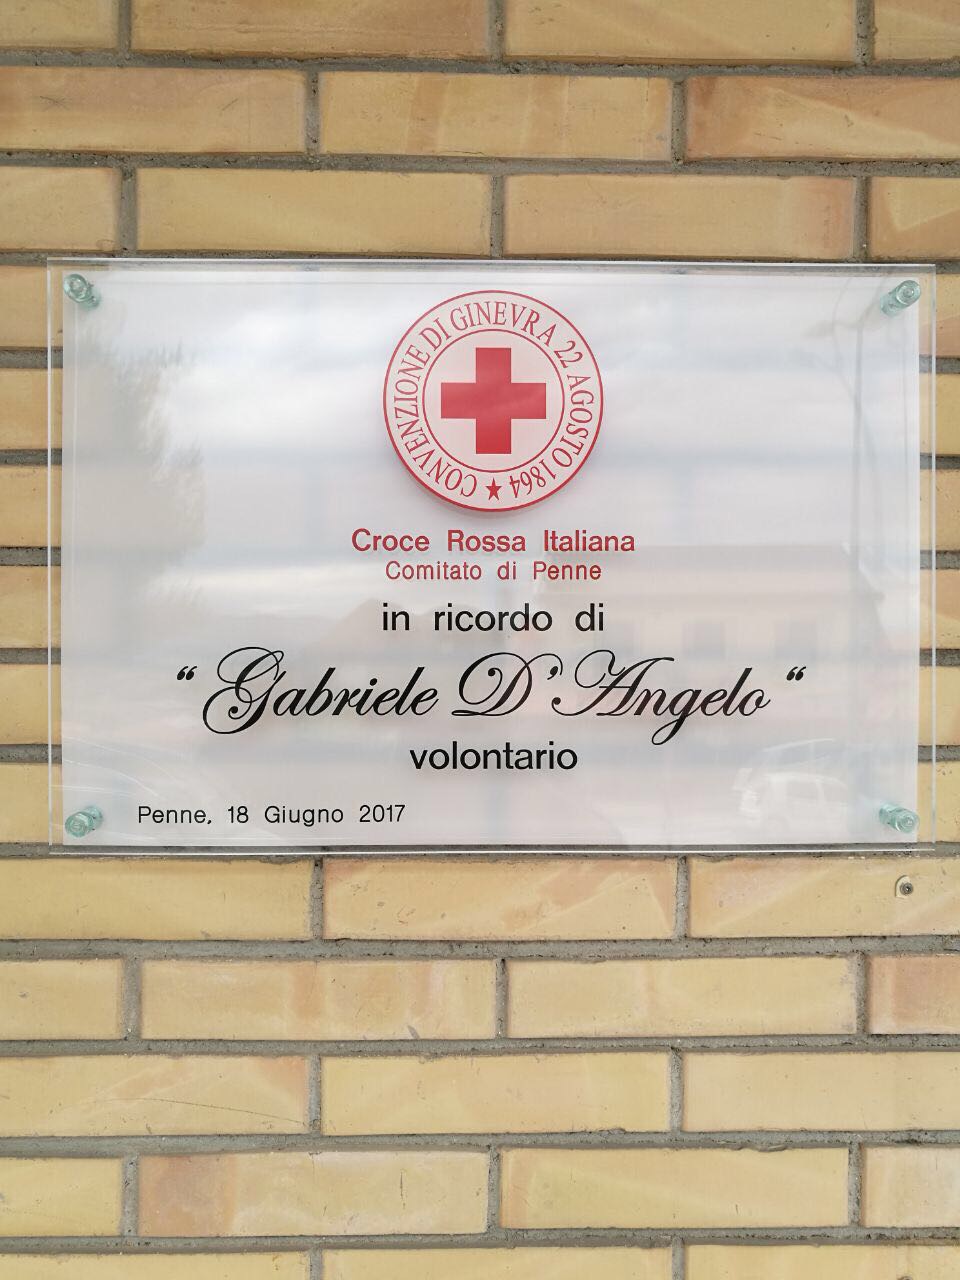 CONVENZIONE DI GINEVRA 22 AGOSTO 1864 ★
Croce Rossa Italiana
Comitato di Penne
in ricordo di
“Gabriele D’Angelo“
volontario
Penne, 18 Giugno 2017